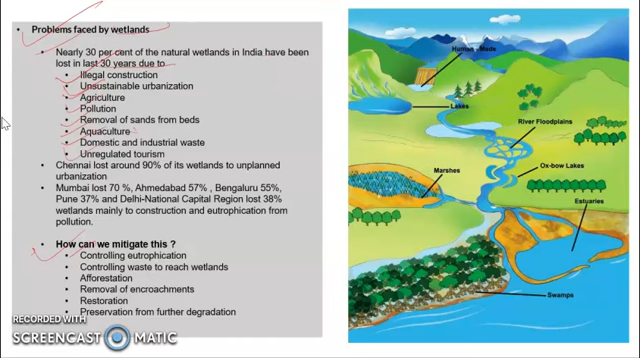 Problems faced by wetlands
Nearly 30 per cent of the natural wetlands in India have been
lost in last 30 years due to
Illegal construction
Unsustainable urbanization
Agriculture
Pollution
Removal of sands from beds
Aquaculture
Domestic and industrial waste
Unregulated tourism
Chennai lost around 90% of its wetlands to unplanned
urbanization
Mumbai lost 70 %, Ahmedabad 57% , Bengaluru 55%,
Pune 37% and Delhi-National Capital Region lost 38%
wetlands mainly to construction and eutrophication from
pollution.
How can we mitigate this ?
Controlling eutrophication
Controlling waste to reach wetlands
Afforestation
Removal of encroachments
Restoration
Preservation from further degradation
Human - Made
Lakes
River Floodplains
Ox-bow Lakes
Marshes
Estuaries
Swamps
RECORDED WITH
SCREENCAST MATIC